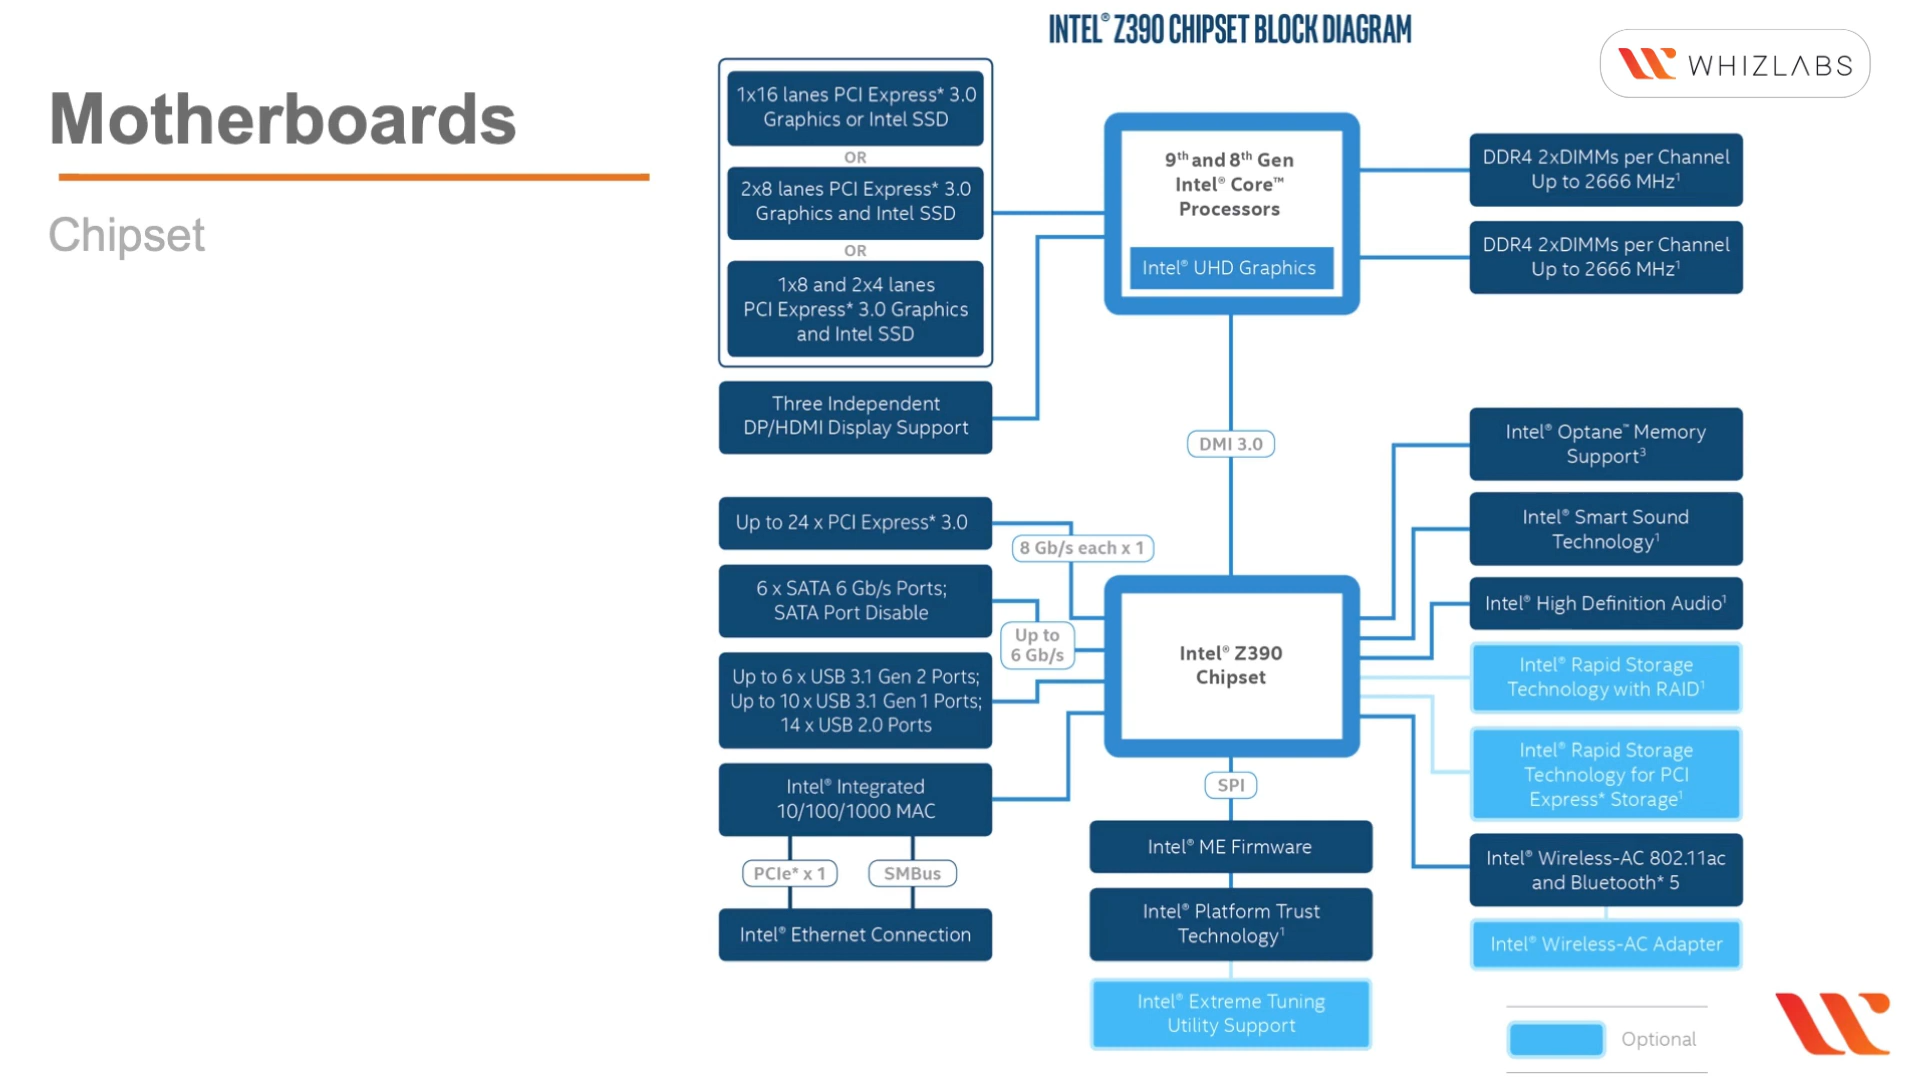 INTEL® Z390 CHIPSET BLOCK DIAGRAM
WHIZLABS
Motherboards
Chipset
1x16 lanes PCI Express* 3.0
Graphics or Intel SSD
OR
2x8 lanes PCI Express* 3.0
Graphics and Intel SSD
OR
1x8 and 2x4 lanes
PCI Express* 3.0 Graphics
and Intel SSD
Three Independent
DP/HDMI Display Support
9th and 8th Gen
Intel® Core™
Processors
Intel® UHD Graphics
DDR4 2xDIMMs per Channel
Up to 2666 MHz¹
DDR4 2xDIMMs per Channel
Up to 2666 MHz¹
DMI 3.0
Up to 24 x PCI Express* 3.0
8 Gb/s each x 1
6 x SATA 6 Gb/s Ports;
SATA Port Disable
Up to
6 Gb/s
Up to 6 x USB 3.1 Gen 2 Ports;
Up to 10 x USB 3.1 Gen 1 Ports;
14 x USB 2.0 Ports
Intel® Integrated
10/100/1000 MAC
PCIe* x 1
SMBus
Intel® Ethernet Connection
Intel® Z390
Chipset
SPI
Intel® ME Firmware
Intel® Platform Trust
Technology¹
Intel® Extreme Tuning
Utility Support
Intel® Optane™ Memory
Support³
Intel® Smart Sound
Technology¹
Intel® High Definition Audio¹
Intel® Rapid Storage
Technology with RAID¹
Intel® Rapid Storage
Technology for PCI
Express* Storage¹
Intel® Wireless-AC 802.11ac
and Bluetooth* 5
Intel® Wireless-AC Adapter
Optional